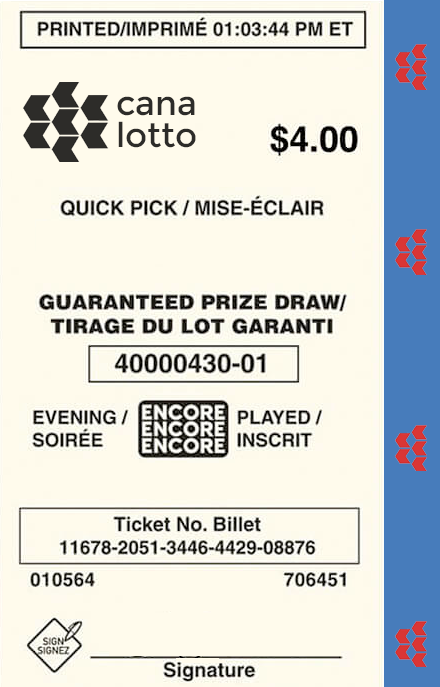 PRINTED/IMPRIMÉ 01:03:44 PM ET
cana
lotto
$4.00
QUICK PICK / MISE-ÉCLAIR
GUARANTEED PRIZE DRAW/
TIRAGE DU LOT GARANTI
40000430-01
EVENING / ENCORE PLAYED /
ENCORE
SOIRÉE ENCORE INSCRIT
Ticket No. Billet
11678-2051-3446-4429-08876
010564 706451
SIGN
SIGNEZ
Signature